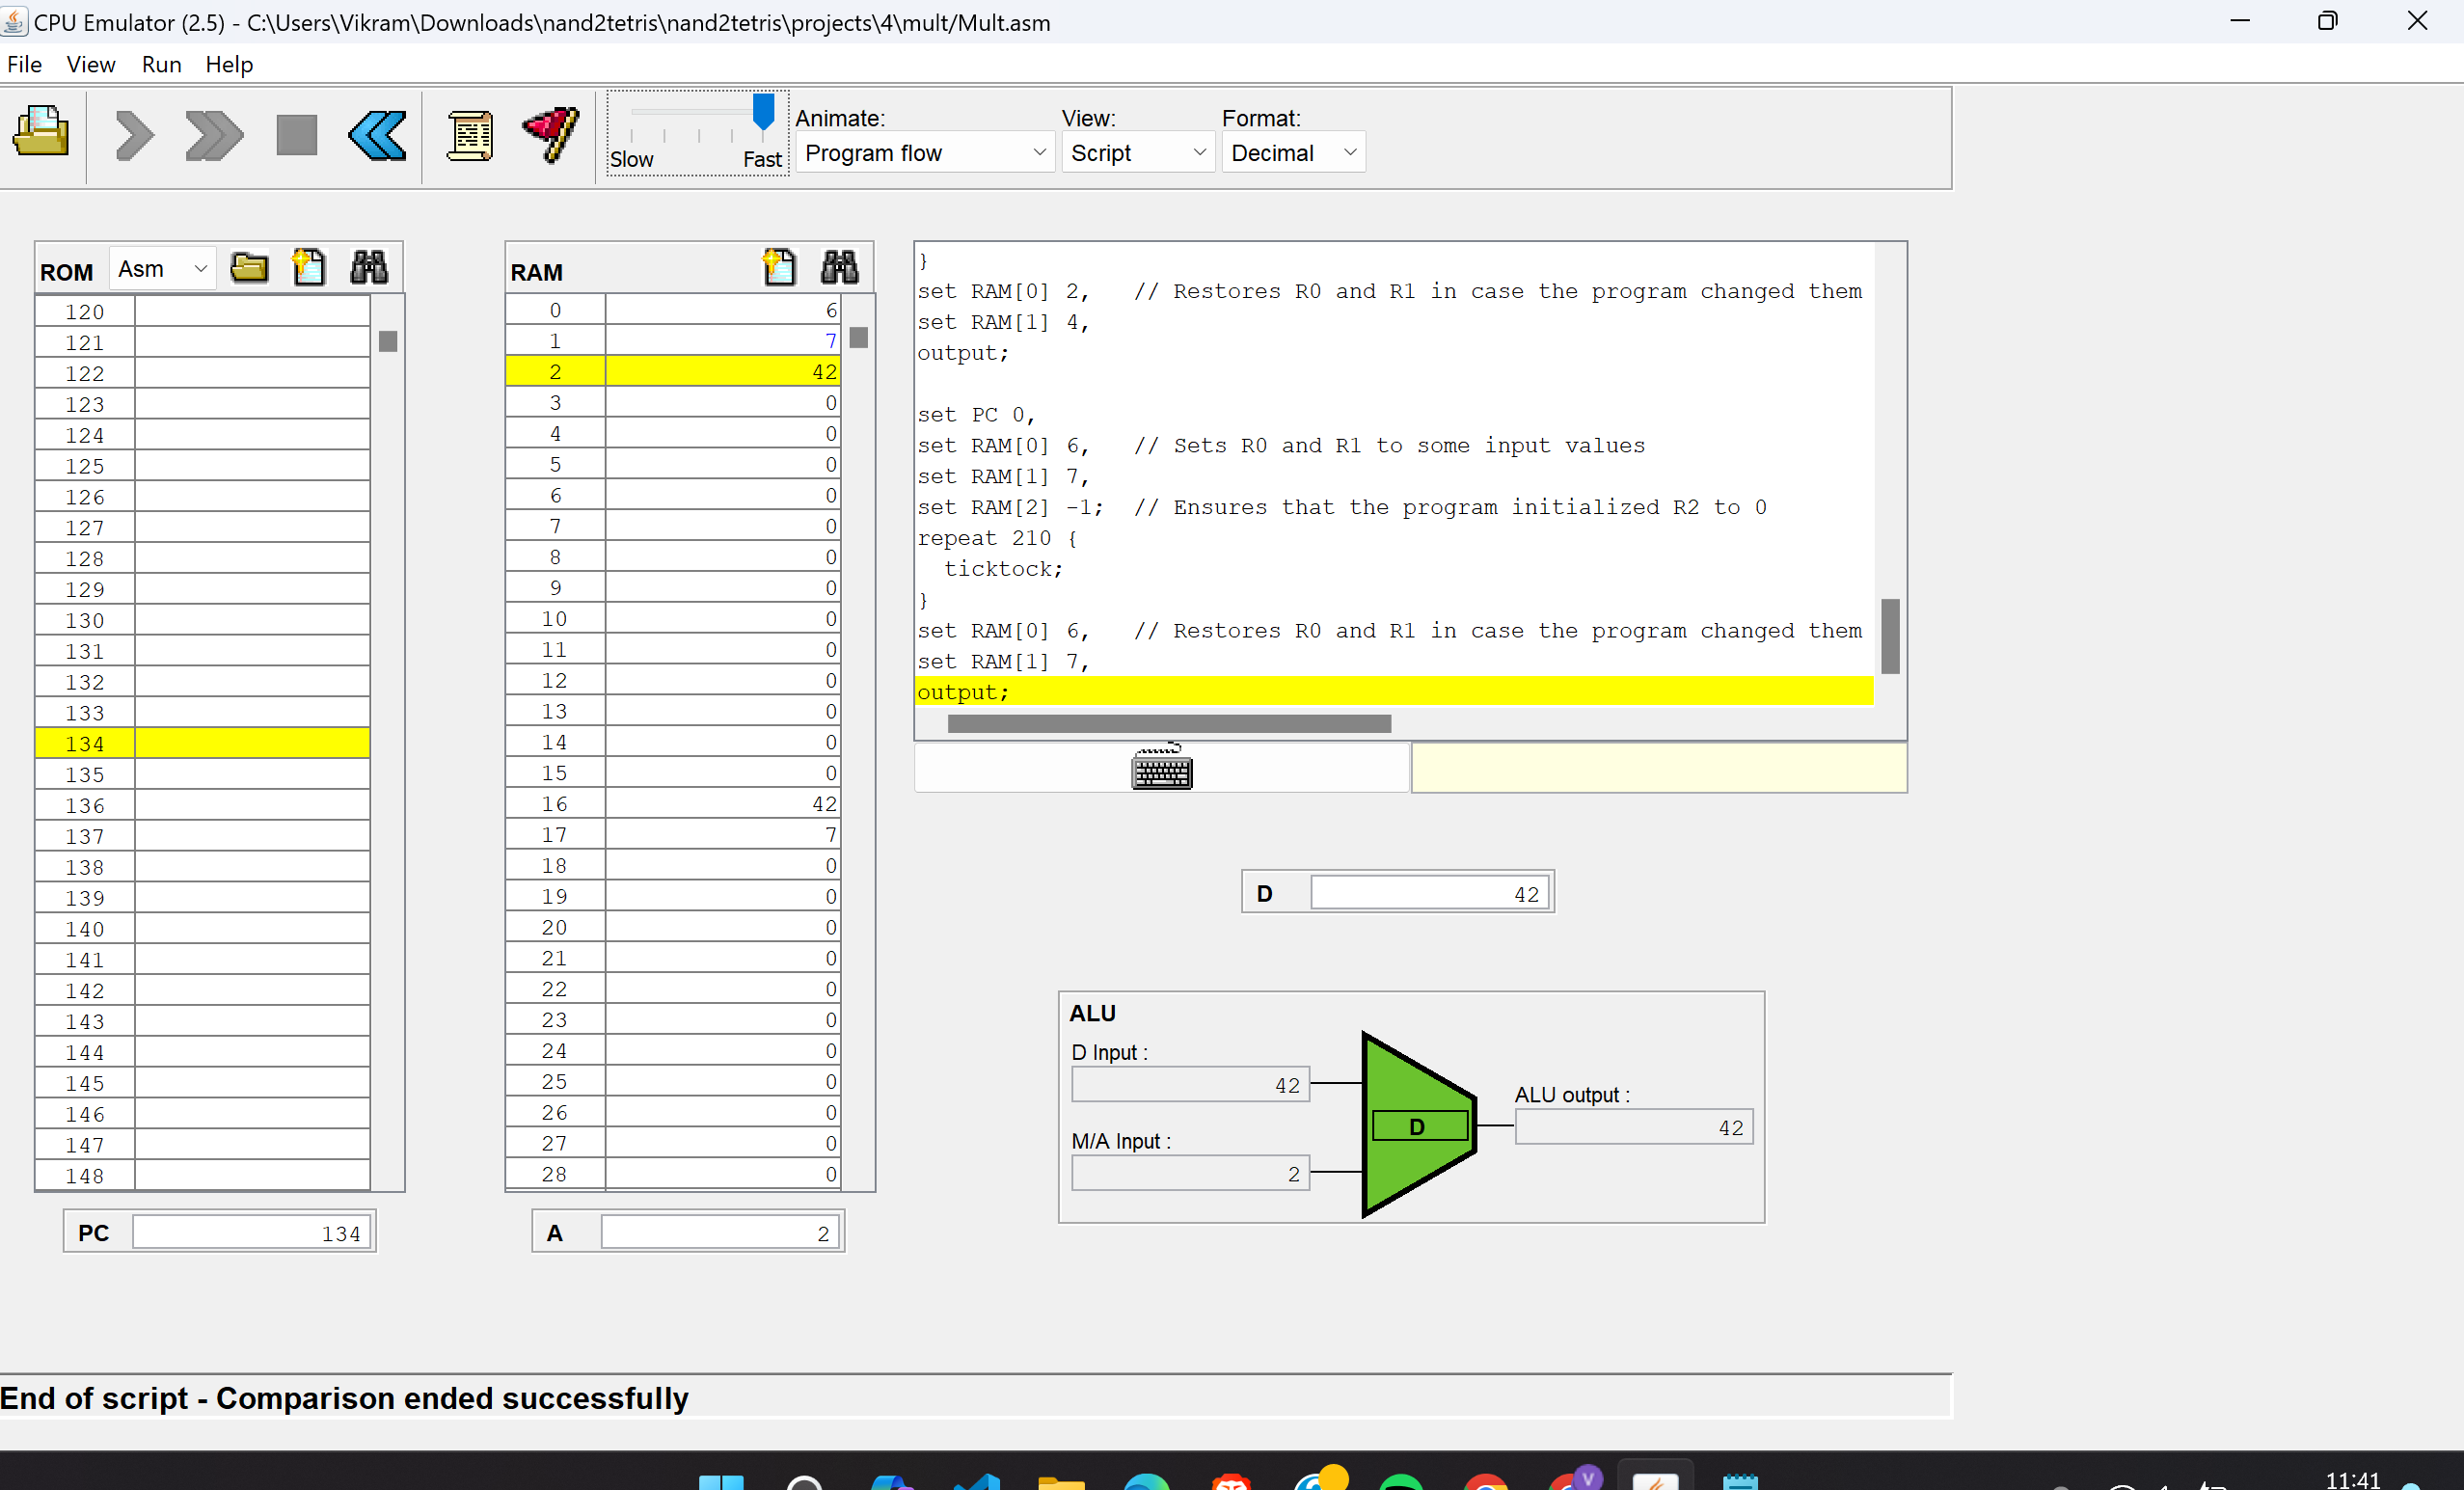 CPU Emulator (2.5) - C:\Users\Vikram\Downloads\nand2tetris\nand2tetris\projects\4\mult/Mult.asm
File View Run Help
Slow Fast
Animate:
Program flow
View:
Script
Format:
Decimal
ROM Asm
120
121
122
123
124
125
126
127
128
129
130
131
132
133
134
135
136
137
138
139
140
141
142
143
144
145
146
147
148
PC 134
RAM
0 6
1 7
2 42
3 0
4 0
5 0
6 0
7 0
8 0
9 0
10 0
11 0
12 0
13 0
14 0
15 0
16 42
17 7
18 0
19 0
20 0
21 0
22 0
23 0
24 0
25 0
26 0
27 0
28 0
A 2
}
set RAM[0] 2, // Restores R0 and R1 in case the program changed them
set RAM[1] 4,
output;
set PC 0,
set RAM[0] 6, // Sets R0 and R1 to some input values
set RAM[1] 7,
set RAM[2] -1; // Ensures that the program initialized R2 to 0
repeat 210 {
ticktock;
}
set RAM[0] 6, // Restores R0 and R1 in case the program changed them
set RAM[1] 7,
output;
D 42
ALU
D Input :
42
M/A Input :
2
D
ALU output :
42
End of script - Comparison ended successfully
V
11:41